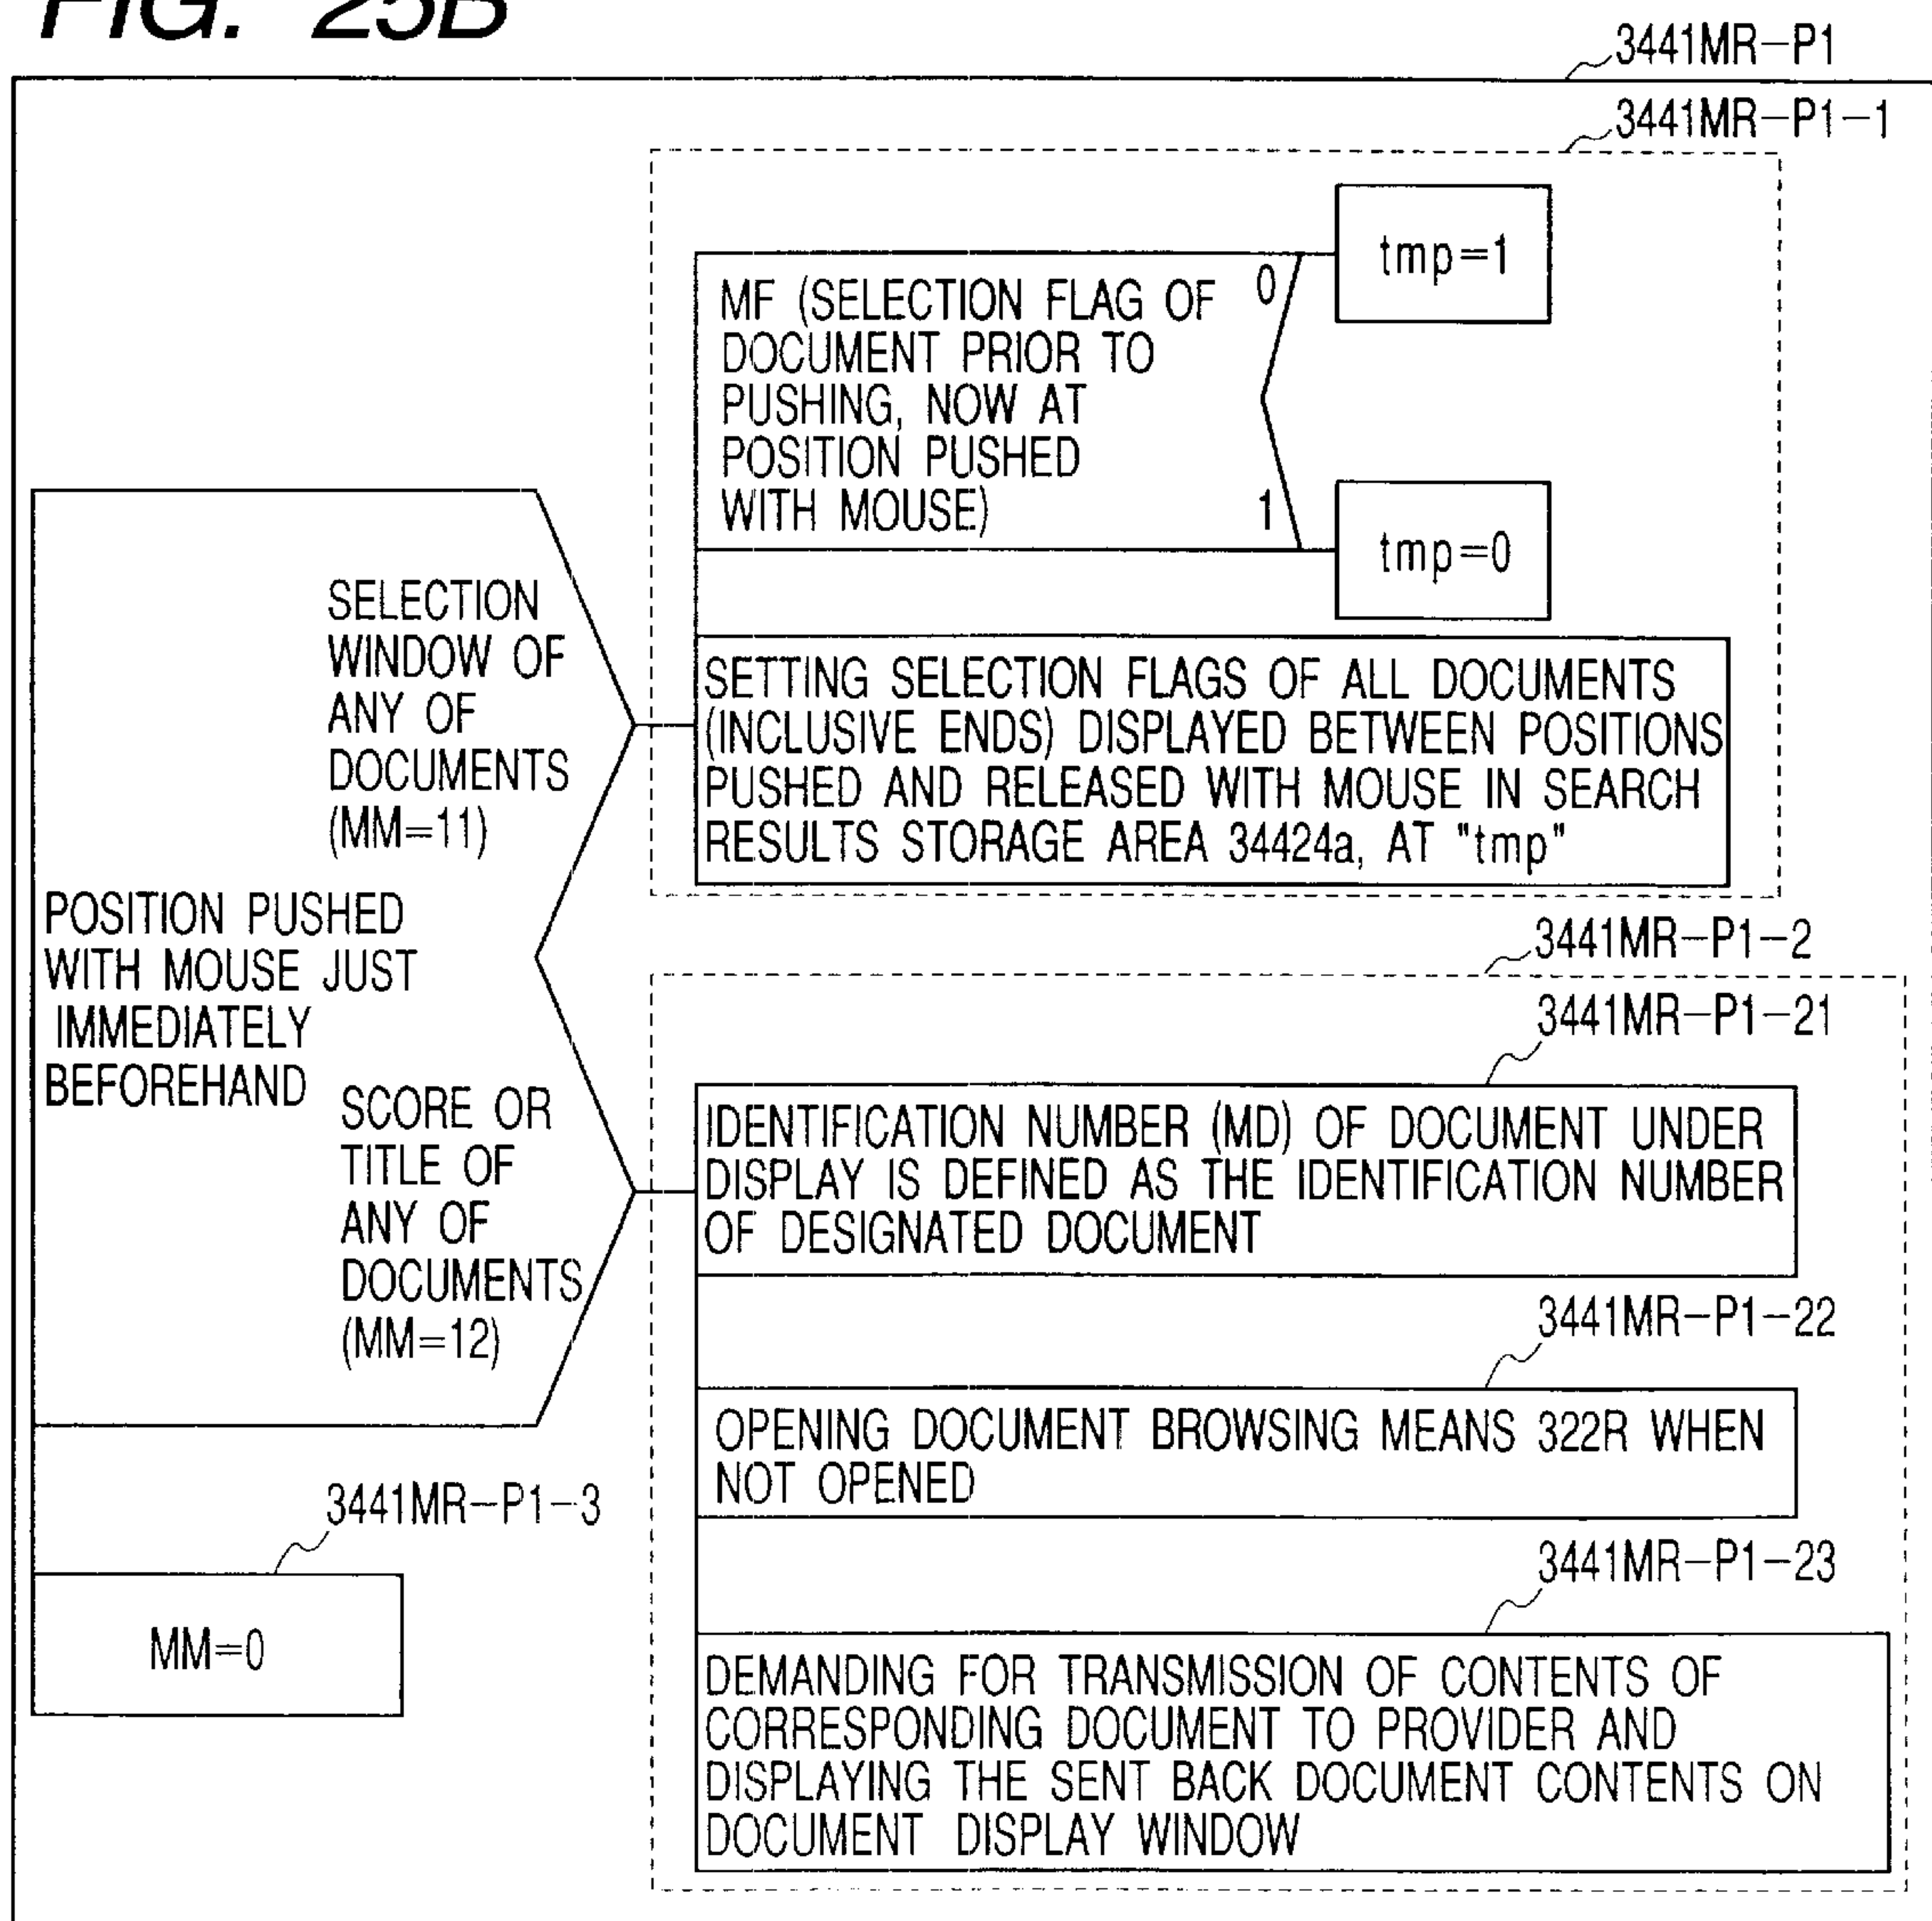 FIG. 25B
3441MR-P1
3441MR-P1-1
tmp=1
MF (SELECTION FLAG OF
0
DOCUMENT PRIOR TO
PUSHING, NOW AT
POSITION PUSHED
WITH MOUSE)
1
tmp=0
SELECTION
WINDOW OF
ANY OF
DOCUMENTS
(MM=11)
SETTING SELECTION FLAGS OF ALL DOCUMENTS
(INCLUSIVE ENDS) DISPLAYED BETWEEN POSITIONS
PUSHED AND RELEASED WITH MOUSE IN SEARCH
RESULTS STORAGE AREA 34424a, AT "tmp"
POSITION PUSHED
WITH MOUSE JUST
IMMEDIATELY
BEFOREHAND
SCORE OR
TITLE OF
ANY OF
DOCUMENTS
(MM=12)
3441MR-P1-2
3441MR-P1-21
IDENTIFICATION NUMBER (MD) OF DOCUMENT UNDER
DISPLAY IS DEFINED AS THE IDENTIFICATION NUMBER
OF DESIGNATED DOCUMENT
3441MR-P1-22
OPENING DOCUMENT BROWSING MEANS 322R WHEN
NOT OPENED
3441MR-P1-23
DEMANDING FOR TRANSMISSION OF CONTENTS OF
CORRESPONDING DOCUMENT TO PROVIDER AND
DISPLAYING THE SENT BACK DOCUMENT CONTENTS ON
DOCUMENT DISPLAY WINDOW
3441MR-P1-3
MM=0